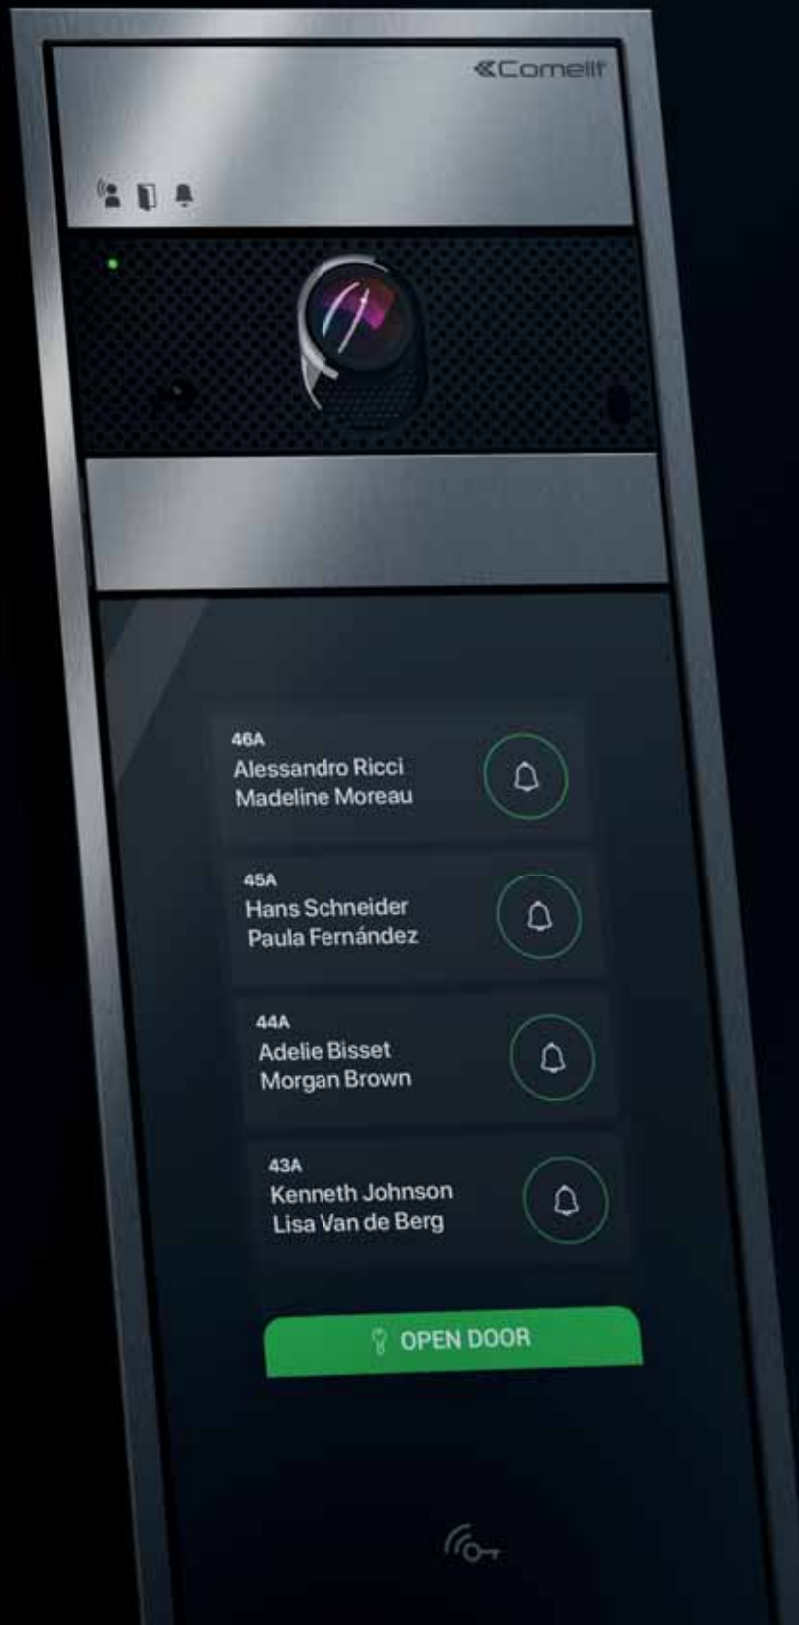 Comelit
46A
Alessandro Ricci
Madeline Moreau
45A
Hans Schneider
Paula Fernández
44A
Adelie Bisset
Morgan Brown
43A
Kenneth Johnson
Lisa Van de Berg
OPEN DOOR